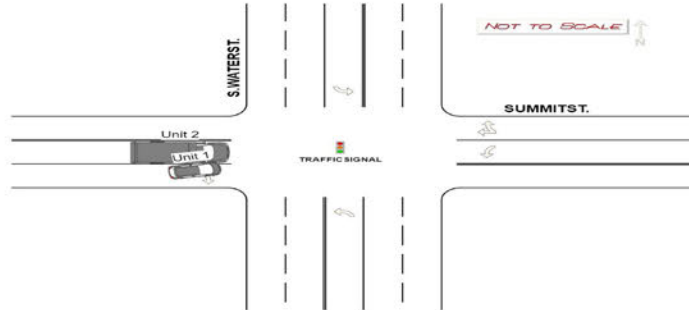 NOT TO SCALE
N
S.WATERST.
SUMMITST.
Unit 2
Unit 1
TRAFFIC SIGNAL